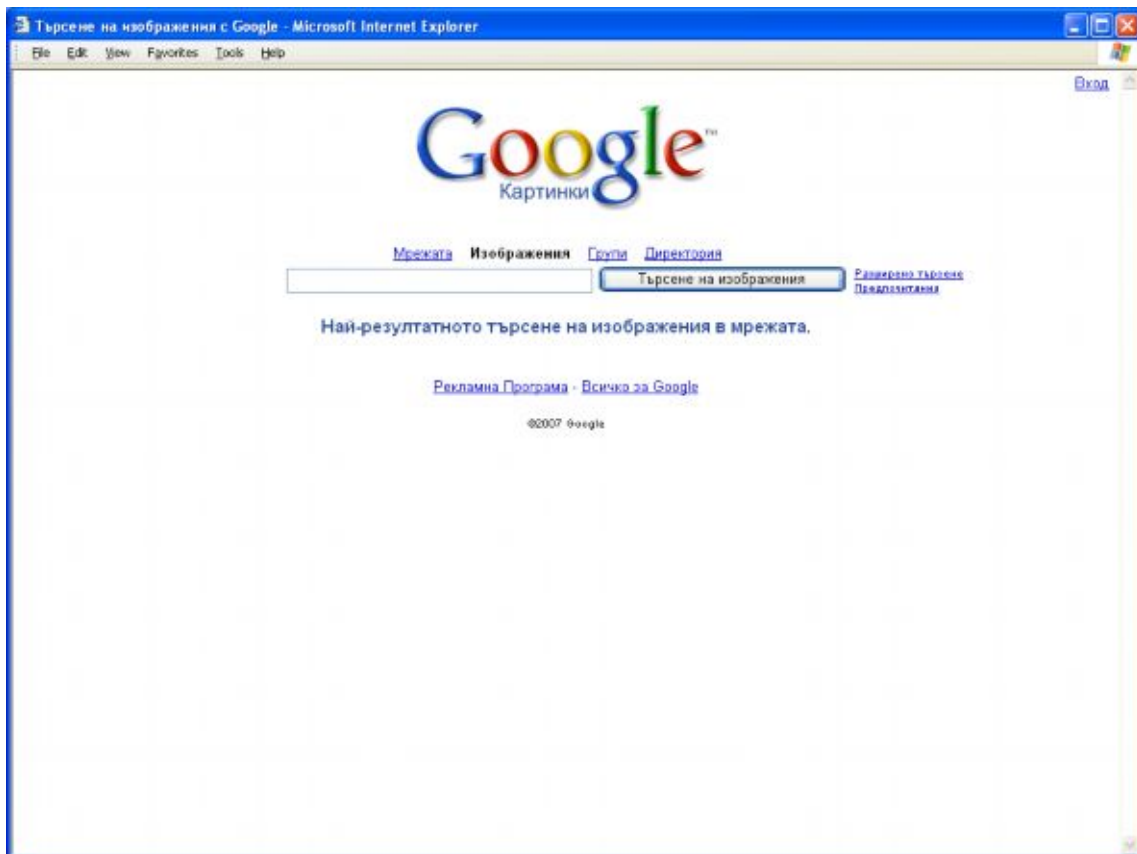 Търсене на изображения с Google - Microsoft Internet Explorer
File Edit View Favorites Tools Help
Вход
Google™
Картинки
Мрежата Изображения Групи Директория
Търсене на изображения Разширено търсене
Предпочитания
Най-резултатното търсене на изображения в мрежата.
Рекламна Програма - Всичко за Google
©2007 Google